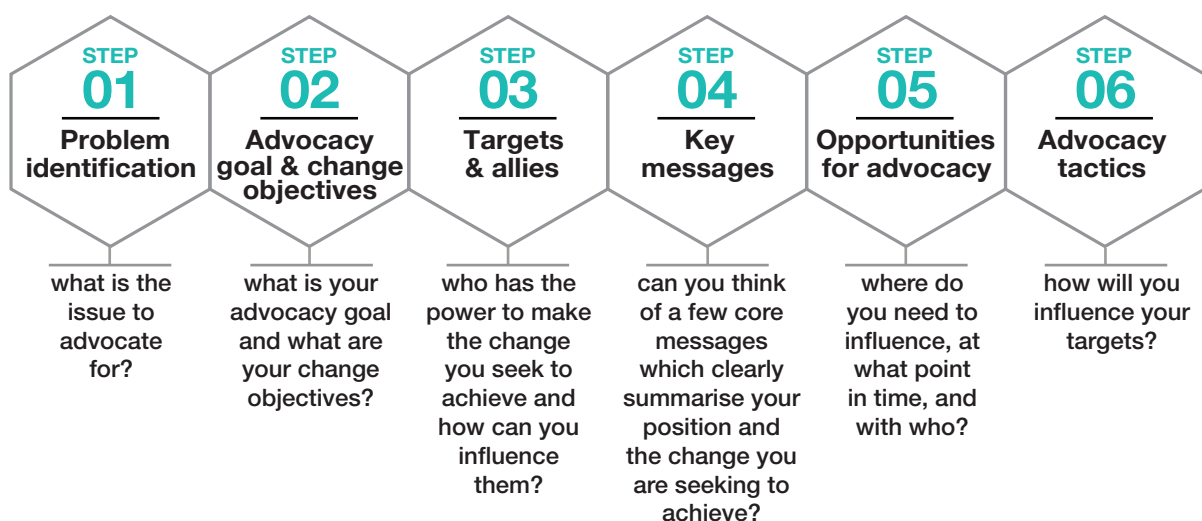 STEP
01
Problem
identification
what is the
issue to
advocate
for?
STEP
02
Advocacy
goal & change
objectives
what is your
advocacy goal
and what are
your change
objectives?
STEP
03
Targets
& allies
who has the
power to make
the change
you seek to
achieve and
how can you
influence
them?
STEP
04
Key
messages
can you think
of a few core
messages
which clearly
summarise your
position and
the change you
are seeking to
achieve?
STEP
05
Opportunities
for advocacy
where do
you need to
influence, at
what point
in time, and
with who?
STEP
06
Advocacy
tactics
how will you
influence your
targets?